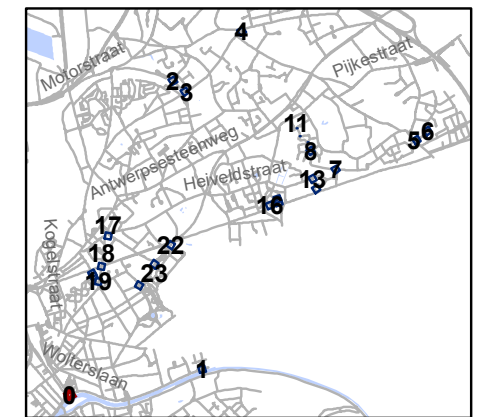 4
Motorstraat
Pijkestraat
2
3
11
6
5
Antwerpsesteenweg
8
Heiveldstraat
7
13
16
17
Kogelstraat
22
18
23
19
Wolterslaan
1
0